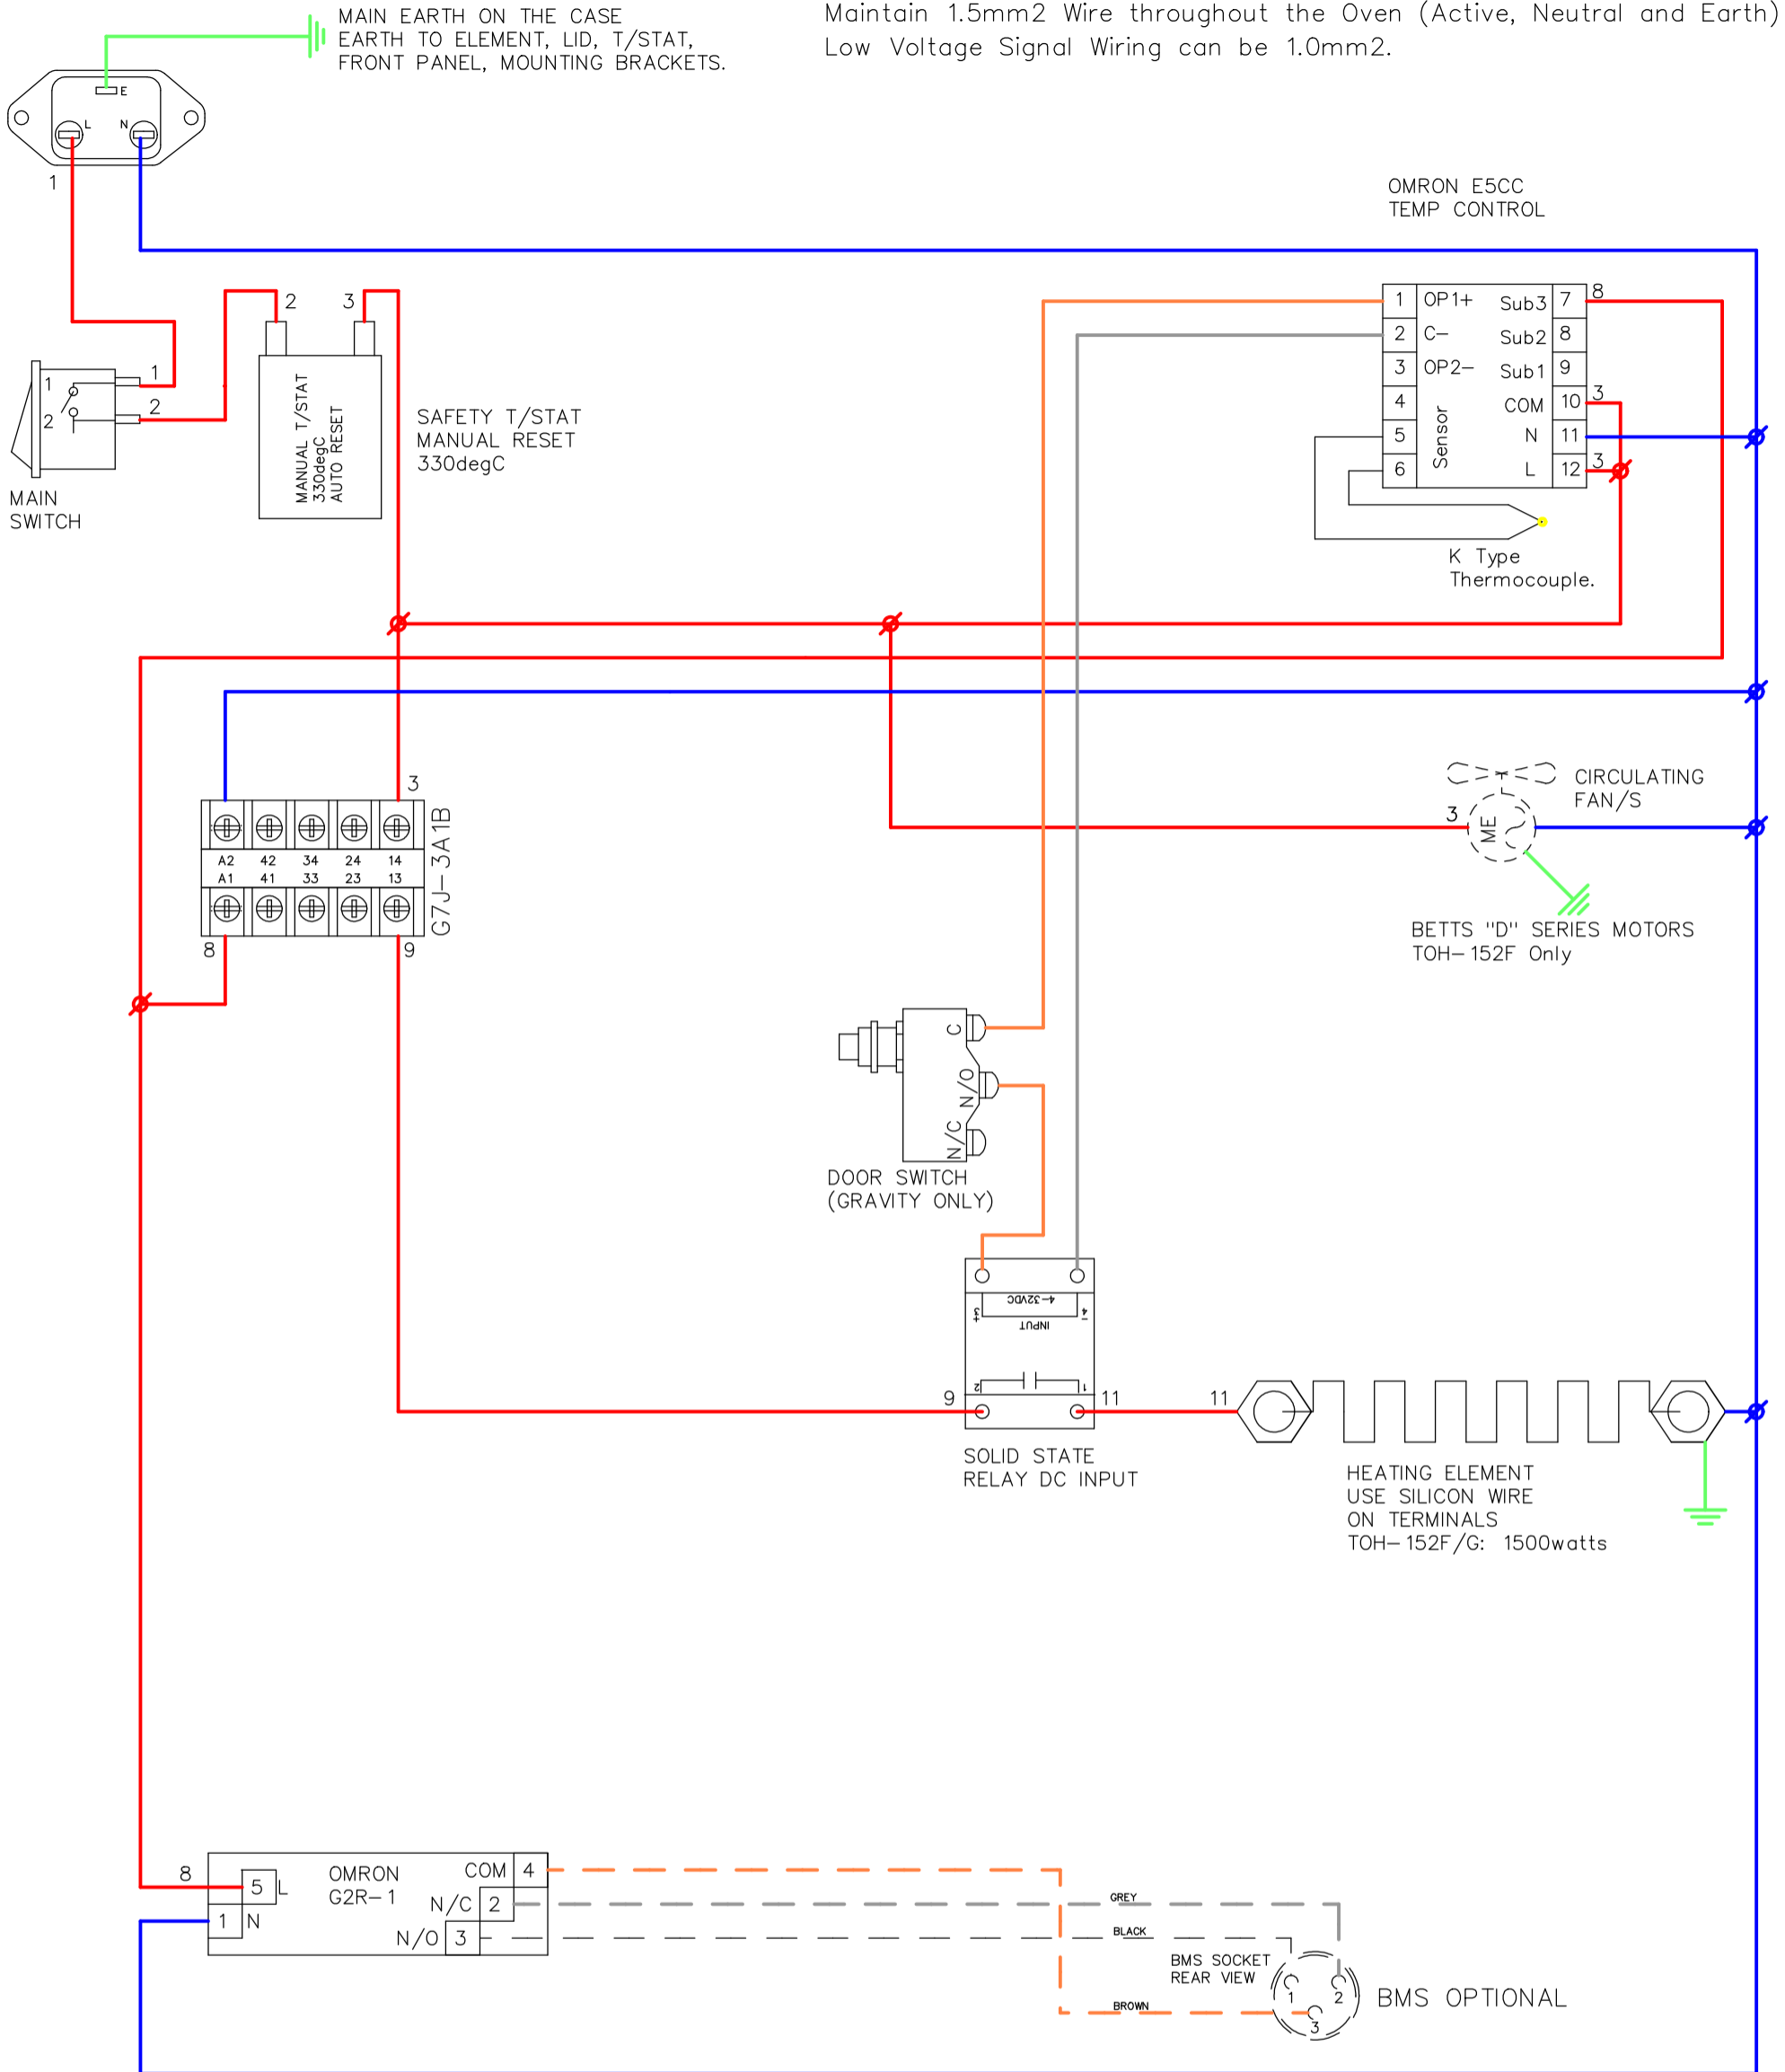 MAIN EARTH ON THE CASE
EARTH TO ELEMENT, LID, T/STAT,
FRONT PANEL, MOUNTING BRACKETS.
Maintain 1.5mm2 Wire throughout the Oven (Active, Neutral and Earth)
Low Voltage Signal Wiring can be 1.0mm2.
E
L N
1
OMRON E5CC
TEMP CONTROL
2 3
1 1
2 2
MAIN
SWITCH
MANUAL T/STAT
330degC
AUTO RESET
SAFETY T/STAT
MANUAL RESET
330degC
1 OP1+ Sub3 7 8
2 C- Sub2 8
3 OP2- Sub1 9
4 COM 10 3
5 N 11
6 L 12 3
Sensor
K Type
Thermocouple.
3
A2 42 34 24 14
A1 41 33 23 13
G7J-3A1B
8 9
CIRCULATING
FAN/S
3 ME
BETTS "D" SERIES MOTORS
TOH-152F Only
C
N/O
N/C
DOOR SWITCH
(GRAVITY ONLY)
4-32VDC
3 + 4 -
INPUT
2 1
9 11 11
SOLID STATE
RELAY DC INPUT
HEATING ELEMENT
USE SILICON WIRE
ON TERMINALS
TOH-152F/G: 1500watts
8 5 L OMRON COM 4
G2R-1 N/C 2
1 N N/O 3
GREY
BLACK
BMS SOCKET
REAR VIEW
1 2
3
BROWN
BMS OPTIONAL